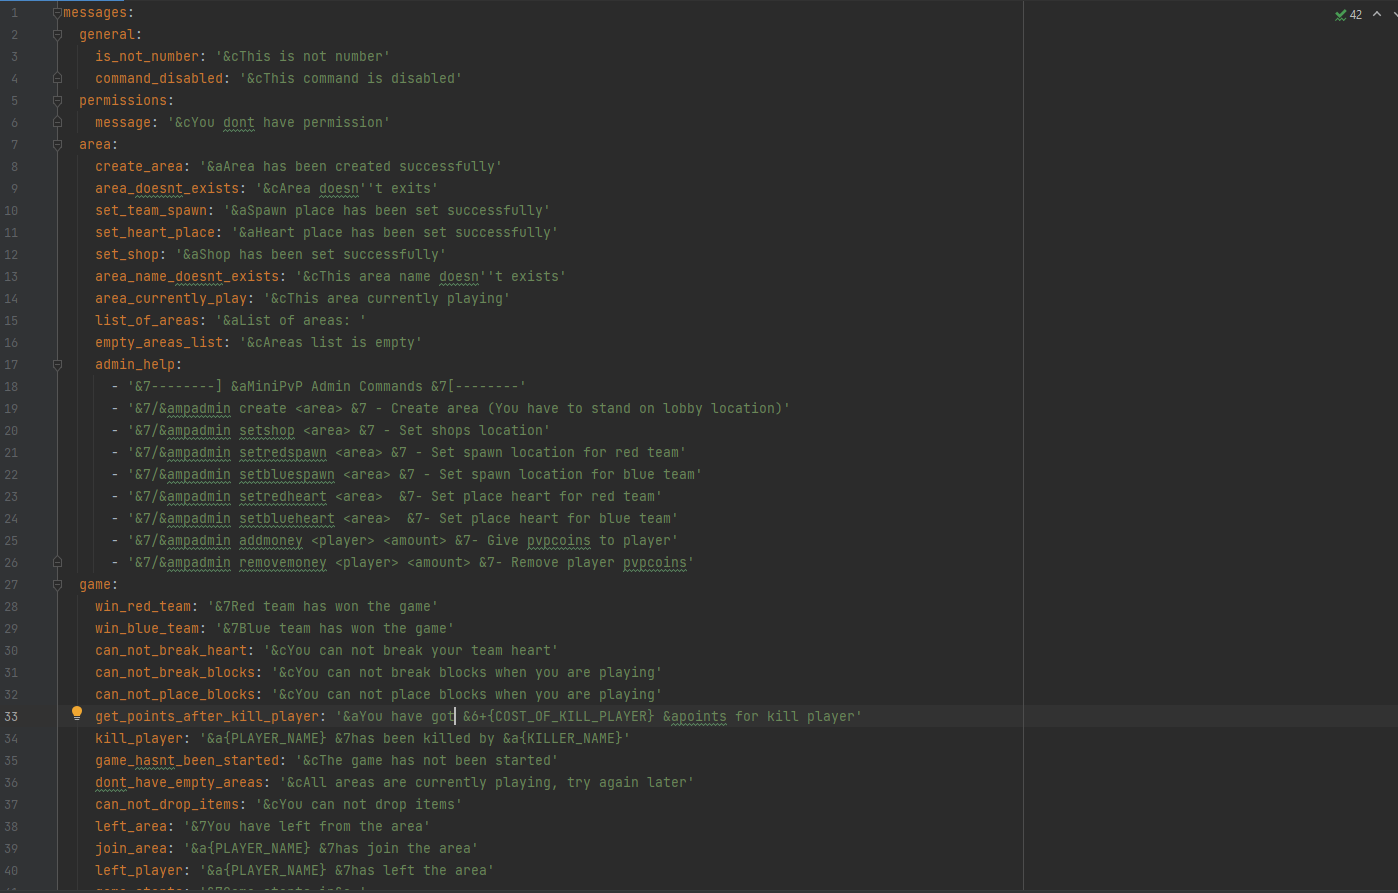 42
1 messages:
2 general:
3 is_not_number: '&cThis is not number'
4 command_disabled: '&cThis command is disabled'
5 permissions:
6 message: '&cYou dont have permission'
7 area:
8 create_area: '&aArea has been created successfully'
9 area_doesnt_exists: '&cArea doesn''t exits'
10 set_team_spawn: '&aSpawn place has been set successfully'
11 set_heart_place: '&aHeart place has been set successfully'
12 set_shop: '&aShop has been set successfully'
13 area_name_doesnt_exists: '&cThis area name doesn''t exists'
14 area_currently_play: '&cThis area currently playing'
15 list_of_areas: '&aList of areas: '
16 empty_areas_list: '&cAreas list is empty'
17 admin_help:
18 - '&7--------] &aMiniPvP Admin Commands &7[--------'
19 - '&7/&ampadmin create <area> &7 - Create area (You have to stand on lobby location)'
20 - '&7/&ampadmin setshop <area> &7 - Set shops location'
21 - '&7/&ampadmin setredspawn <area> &7 - Set spawn location for red team'
22 - '&7/&ampadmin setbluespawn <area> &7 - Set spawn location for blue team'
23 - '&7/&ampadmin setredheart <area>  &7- Set place heart for red team'
24 - '&7/&ampadmin setblueheart <area>  &7- Set place heart for blue team'
25 - '&7/&ampadmin addmoney <player> <amount> &7- Give pvpcoins to player'
26 - '&7/&ampadmin removemoney <player> <amount> &7- Remove player pvpcoins'
27 game:
28 win_red_team: '&7Red team has won the game'
29 win_blue_team: '&7Blue team has won the game'
30 can_not_break_heart: '&cYou can not break your team heart'
31 can_not_break_blocks: '&cYou can not break blocks when you are playing'
32 can_not_place_blocks: '&cYou can not place blocks when you are playing'
33 get_points_after_kill_player: '&aYou have got &6+{COST_OF_KILL_PLAYER} &apoints for kill player'
34 kill_player: '&a{PLAYER_NAME} &7has been killed by &a{KILLER_NAME}'
35 game_hasnt_been_started: '&cThe game has not been started'
36 dont_have_empty_areas: '&cAll areas are currently playing, try again later'
37 can_not_drop_items: '&cYou can not drop items'
38 left_area: '&7You have left from the area'
39 join_area: '&a{PLAYER_NAME} &7has join the area'
40 left_player: '&a{PLAYER_NAME} &7has left the area'